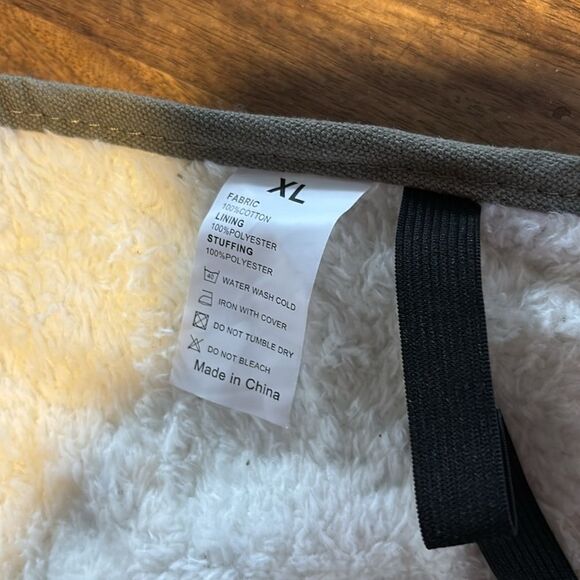 XL
FABRIC
100%COTTON
LINING
100%POLYESTER
STUFFING
100%POLYESTER
40 WATER WASH COLD
IRON WITH COVER
DO NOT TUMBLE DRY
DO NOT BLEACH
Made in China